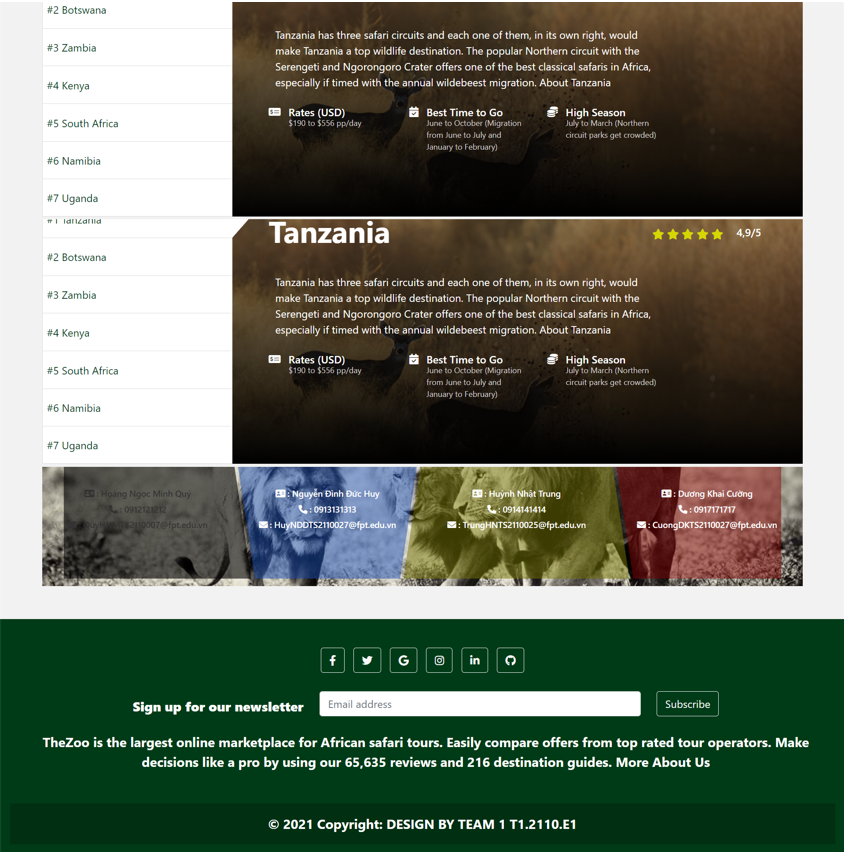 #2 Botswana
#3 Zambia
#4 Kenya
#5 South Africa
#6 Namibia
#7 Uganda
Tanzania has three safari circuits and each one of them, in its own right, would
make Tanzania a top wildlife destination. The popular Northern circuit with the
Serengeti and Ngorongoro Crater offers one of the best classical safaris in Africa,
especially if timed with the annual wildebeest migration. About Tanzania
Rates (USD)
$190 to $556 pp/day
Best Time to Go
June to October (Migration
from June to July and
January to February)
High Season
July to March (Northern
circuit parks get crowded)
#1 Tanzania
#2 Botswana
#3 Zambia
#4 Kenya
#5 South Africa
#6 Namibia
#7 Uganda
Tanzania
4,9/5
Tanzania has three safari circuits and each one of them, in its own right, would
make Tanzania a top wildlife destination. The popular Northern circuit with the
Serengeti and Ngorongoro Crater offers one of the best classical safaris in Africa,
especially if timed with the annual wildebeest migration. About Tanzania
Rates (USD)
$190 to $556 pp/day
Best Time to Go
June to October (Migration
from June to July and
January to February)
High Season
July to March (Northern
circuit parks get crowded)
: Hoàng Ngọc Minh Quý
: 0912121212
: Nguyễn Đình Đức Huy
: 0913131313
: HuyNDDTS2110027@fpt.edu.vn
: Huỳnh Nhật Trung
: 0914141414
: TrungHNTS2110025@fpt.edu.vn
: Dương Khai Cường
: 0917171717
: CuongDKTS2110027@fpt.edu.vn
Sign up for our newsletter
Email address
Subscribe
TheZoo is the largest online marketplace for African safari tours. Easily compare offers from top rated tour operators. Make
decisions like a pro by using our 65,635 reviews and 216 destination guides. More About Us
© 2021 Copyright: DESIGN BY TEAM 1 T1.2110.E1